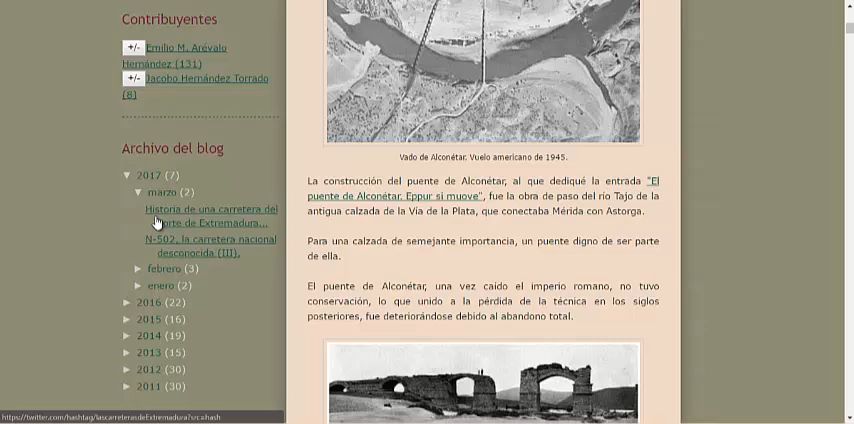 Contribuyentes
+/- Emilio M. Arévalo
Hernández (131)
+/- Jacobo Hernández Torrado
(8)
Archivo del blog
▼ 2017 (7)
▼ marzo (2)
Historia de una carretera del
norte de Extremadura...
N-502, la carretera nacional
desconocida (III).
► febrero (3)
► enero (2)
► 2016 (22)
► 2015 (16)
► 2014 (19)
► 2013 (15)
► 2012 (30)
► 2011 (30)
Vado de Alconétar. Vuelo americano de 1945.
La construcción del puente de Alconétar, al que dediqué la entrada "El
puente de Alconétar. Eppur si muove", fue la obra de paso del río Tajo de la
antigua calzada de la Vía de la Plata, que conectaba Mérida con Astorga.
Para una calzada de semejante importancia, un puente digno de ser parte
de ella.
El puente de Alconétar, una vez caído el imperio romano, no tuvo
conservación, lo que unido a la pérdida de la técnica en los siglos
posteriores, fue deteriorándose debido al abandono total.
https://twitter.com/hashtag/lascarreterasdeExtremadura?src=hash